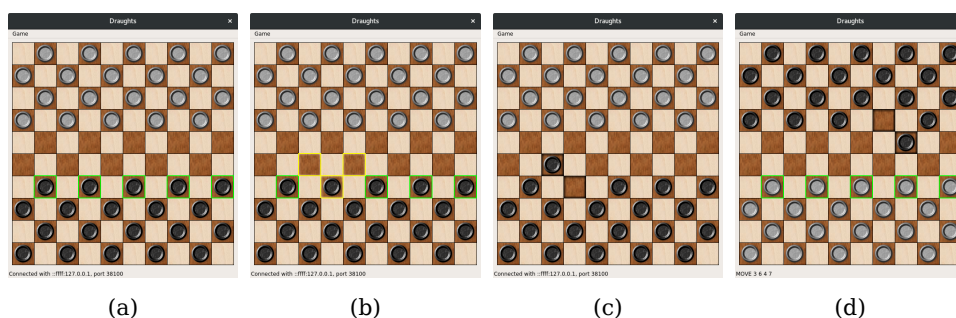 Draughts × Draughts × Draughts × Draughts ×
Game Game Game Game
Connected with ::ffff:127.0.0.1, port 38100 Connected with ::ffff:127.0.0.1, port 38100 Connected with ::ffff:127.0.0.1, port 38100 MOVE 3 6 4 7
(a) (b) (c) (d)